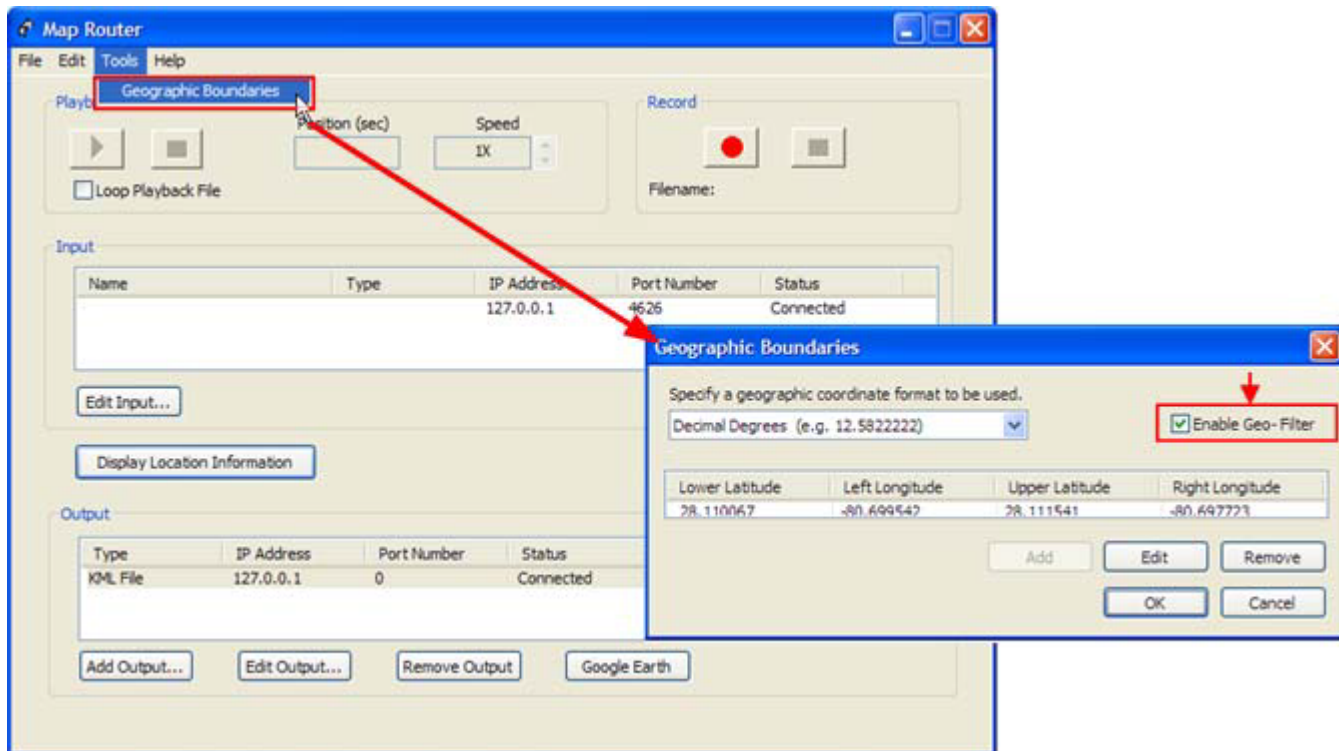 Map Router
File Edit Tools Help
Geographic Boundaries
Playb
Position (sec)
Speed
1X
Loop Playback File
Record
Filename:
Input
Name Type IP Address Port Number Status
127.0.0.1 4626 Connected
Edit Input...
Display Location Information
Output
Type IP Address Port Number Status
KML File 127.0.0.1 0 Connected
Add Output... Edit Output... Remove Output Google Earth
Geographic Boundaries
Specify a geographic coordinate format to be used.
Decimal Degrees (e.g. 12.5822222)
Enable Geo- Filter
Lower Latitude Left Longitude Upper Latitude Right Longitude
28.110067 -80.699542 28.111541 -80.697723
Add Edit Remove
OK Cancel